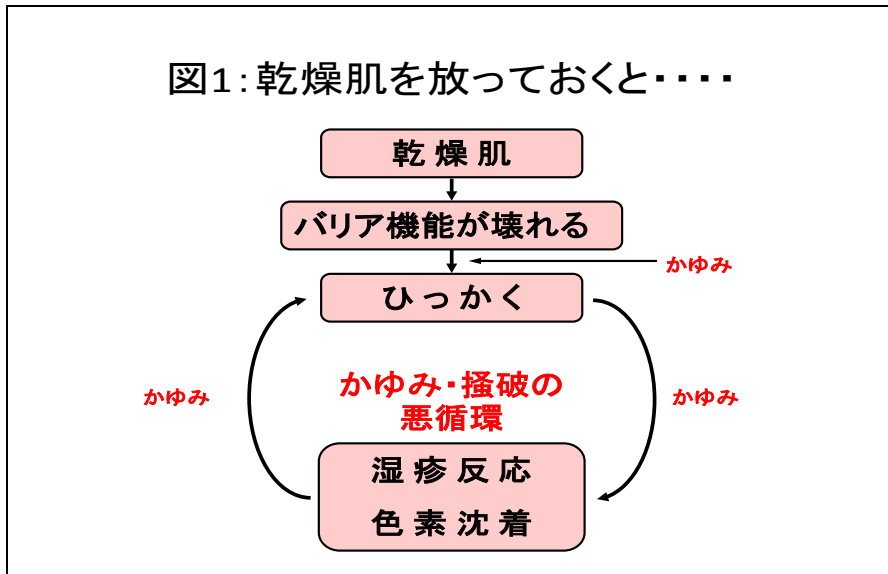 図1:乾燥肌を放っておくと・・・・
乾燥肌
バリア機能が壊れる
かゆみ
ひっかく
かゆみ
かゆみ・掻破の
悪循環
かゆみ
湿疹反応
色素沈着